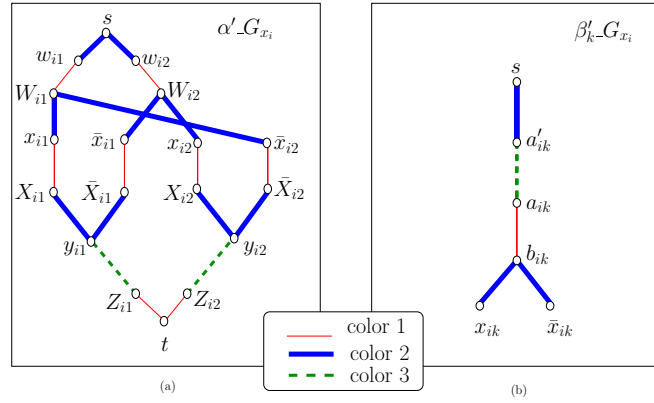 α′_G_{x_i}
s
w_{i1} w_{i2}
W_{i1} W_{i2}
x_{i1} x̄_{i1} x_{i2} x̄_{i2}
X_{i1} X̄_{i1} X_{i2} X̄_{i2}
y_{i1} y_{i2}
Z_{i1} Z_{i2}
t
(a)
β′_k_G_{x_i}
s
a′_{ik}
a_{ik}
b_{ik}
x_{ik} x̄_{ik}
(b)
color 1
color 2
color 3